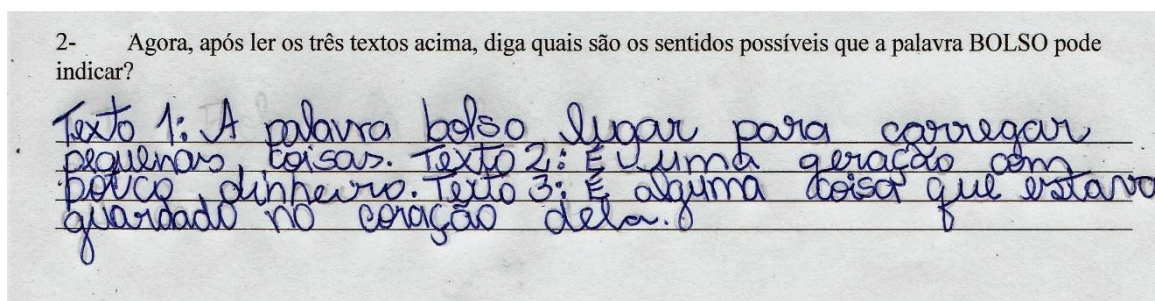 2- Agora, após ler os três textos acima, diga quais são os sentidos possíveis que a palavra BOLSO pode
indicar?
Texto 1: A palavra bolso lugar para carregar
pequenas coisas. Texto 2: É uma geração com
pouco dinheiro. Texto 3: É alguma coisa que estava
guardado no coração dela.